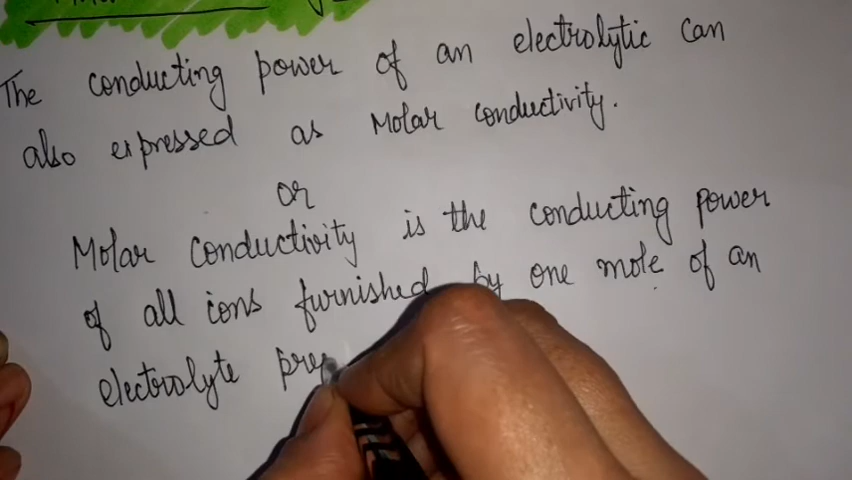 The conducting power of an electrolytic can
also expressed as Molar conductivity.
or
Molar conductivity is the conducting power
of all ions furnished by one mole of an
electrolyte pre